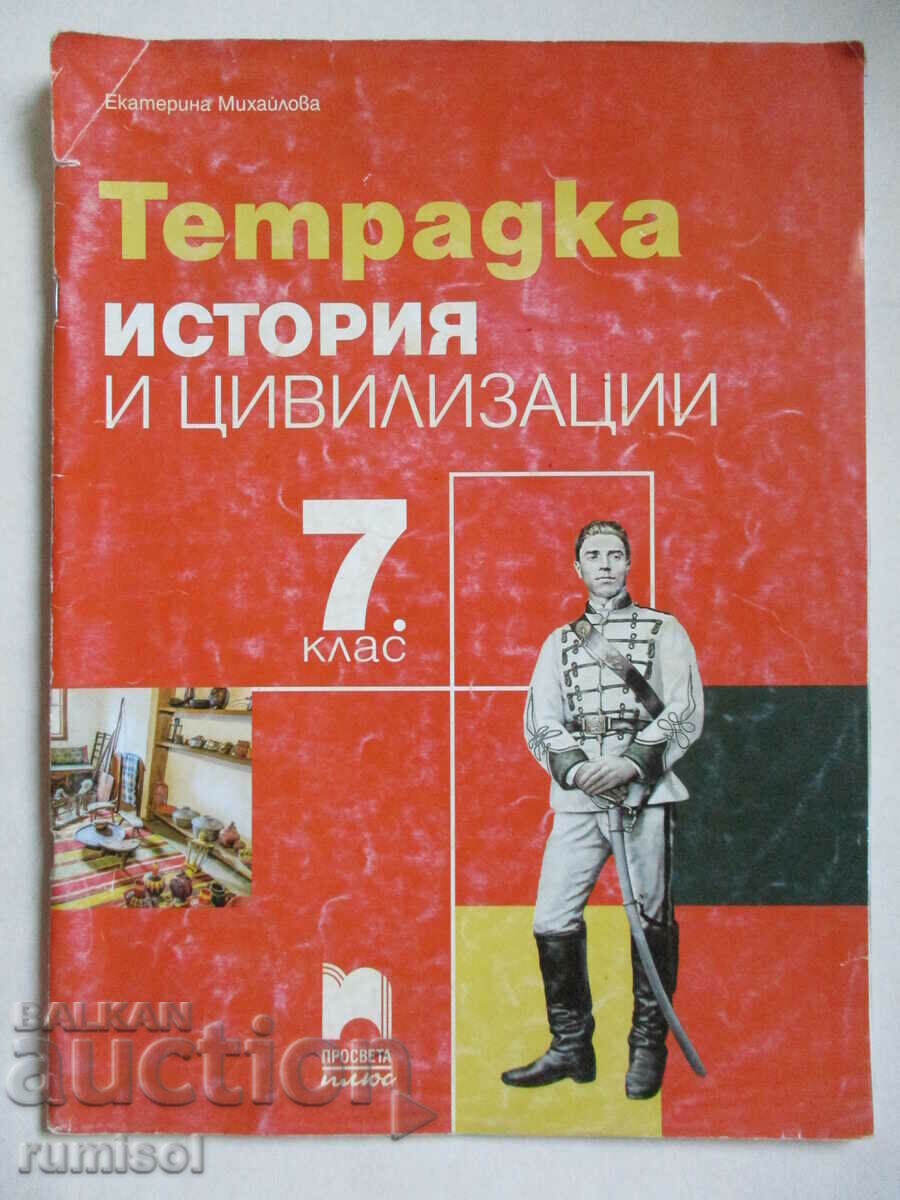 Екатерина Михайлова
Тетрадка
ИСТОРИЯ
И ЦИВИЛИЗАЦИИ
7.
клас
ПРОСВЕТА
плюс
BALKAN
auction
rumisol